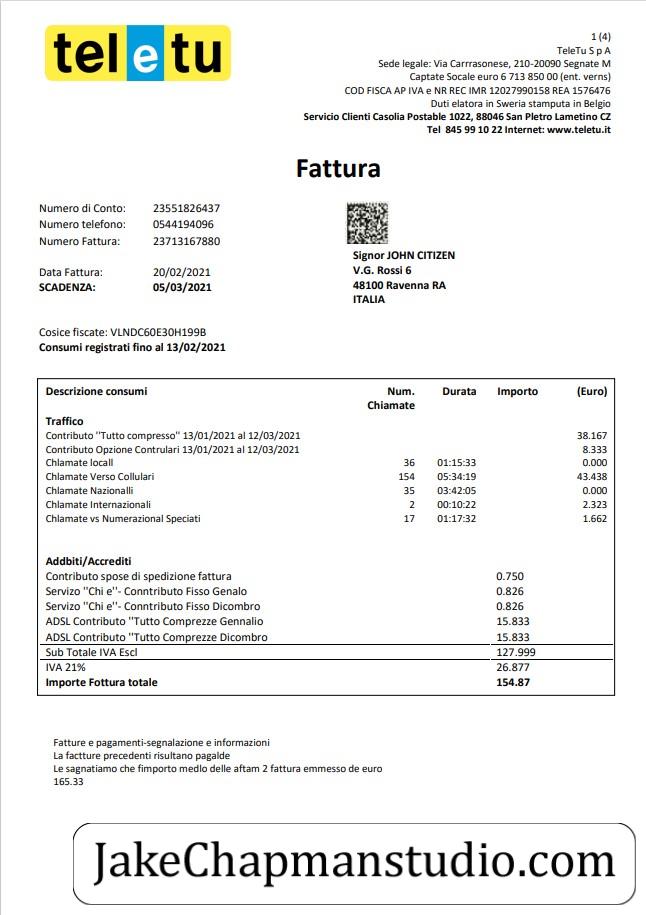 teletu
1 (4)
TeleTu S p A
Sede legale: Via Carrrasonese, 210-20090 Segnate M
Captate Socale euro 6 713 850 00 (ent. verns)
COD FISCA AP IVA e NR REC IMR 12027990158 REA 1576476
Duti elatora in Sweria stamputa in Belgio
Servicio Clienti Casolia Postable 1022, 88046 San Pletro Lametino CZ
Tel 845 99 10 22 Internet: www.teletu.it
Fattura
Numero di Conto: 23551826437
Numero telefono: 0544194096
Numero Fattura: 23713167880
Data Fattura: 20/02/2021
SCADENZA: 05/03/2021
Signor JOHN CITIZEN
V.G. Rossi 6
48100 Ravenna RA
ITALIA
Cosice fiscate: VLNDC60E30H199B
Consumi registrati fino al 13/02/2021
Descrizione consumi Num. Chiamate Durata Importo (Euro)
Traffico
Contributo "Tutto compresso" 13/01/2021 al 12/03/2021 38.167
Contributo Opzione Contrulari 13/01/2021 al 12/03/2021 8.333
Chlamate locall 36 01:15:33 0.000
Chlamate Verso Collulari 154 05:34:19 43.438
Chlamate Nazionalli 35 03:42:05 0.000
Chlamate Internazionali 2 00:10:22 2.323
Chlamate vs Numerazional Speciati 17 01:17:32 1.662
Addbiti/Accrediti
Contributo spose di spedizione fattura 0.750
Servizo ''Chi e''- Conntributo Fisso Genalo 0.826
Servizo ''Chi e''- Conntributo Fisso Dicombro 0.826
ADSL Contributo ''Tutto Comprezze Gennalio 15.833
ADSL Contributo ''Tutto Comprezze Dicombro 15.833
Sub Totale IVA Escl 127.999
IVA 21% 26.877
Importe Fottura totale 154.87
Fatture e pagamenti-segnalazione e informazioni
La factture precedenti risultano pagalde
Le sagnatiamo che fimporto medlo delle aftam 2 fattura emmesso de euro
165.33
JakeChapmanstudio.com